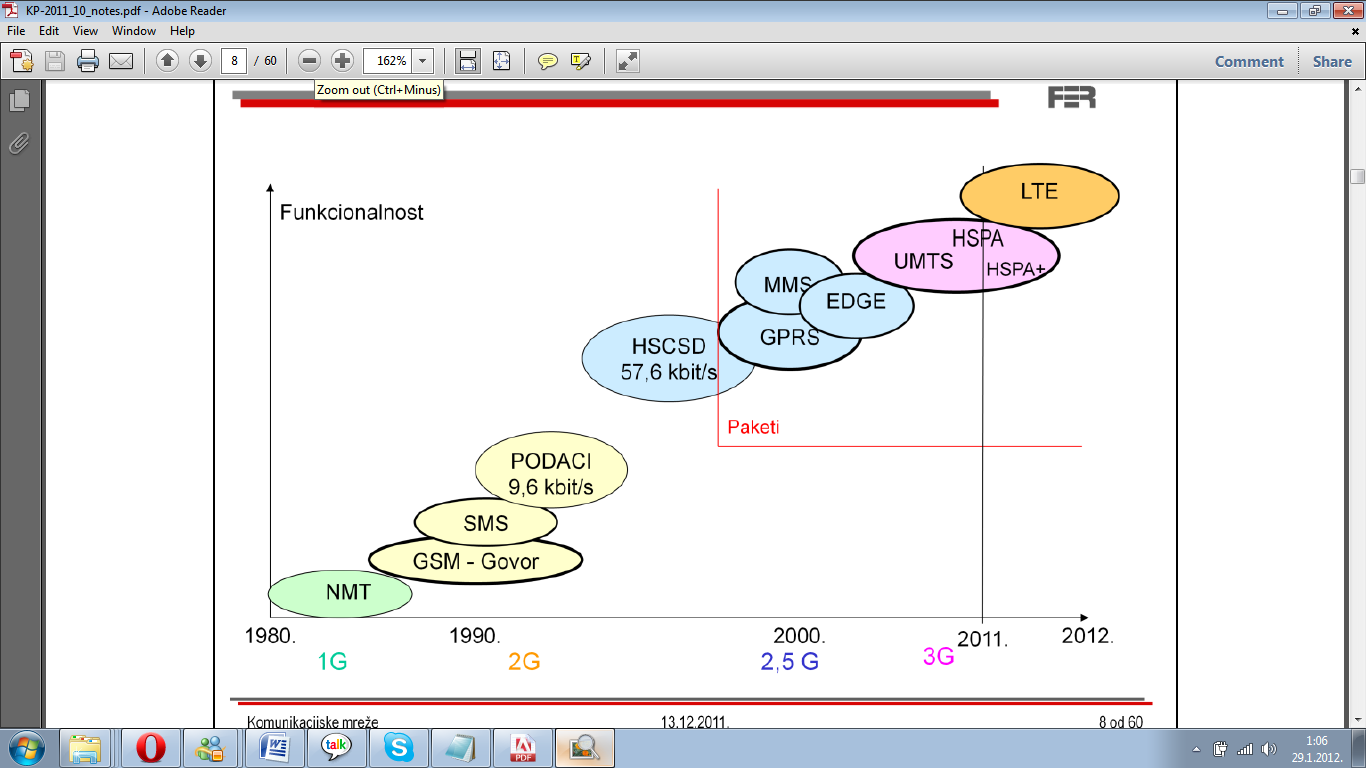 KP-2011_10_notes.pdf - Adobe Reader
File Edit View Window Help
8 / 60 162% Comment Share
Zoom out (Ctrl+Minus)
FER
Funkcionalnost
LTE
HSPA
UMTS
HSPA+
MMS
EDGE
GPRS
HSCSD
57,6 kbit/s
Paketi
PODACI
9,6 kbit/s
SMS
GSM - Govor
NMT
1980. 1990. 2000. 2011. 2012.
1G 2G 2,5 G 3G
Komunikacijske mreže 13.12.2011. 8 od 60
talk
PDF
1:06
29.1.2012.